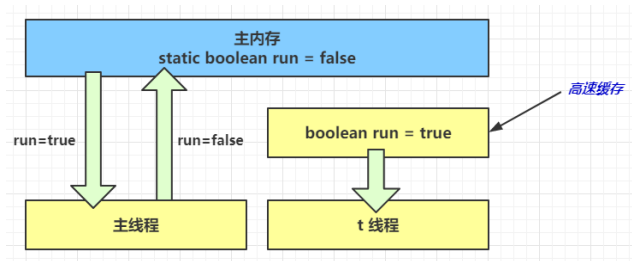 主内存
static boolean run = false
高速缓存
boolean run = true
run=true
run=false
主线程
t 线程